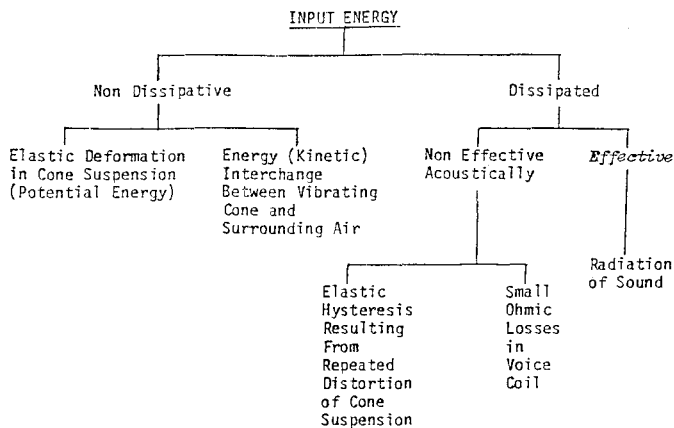 INPUT ENERGY
Non Dissipative
Dissipated
Elastic Deformation
in Cone Suspension
(Potential Energy)
Energy (Kinetic)
Interchange
Between Vibrating
Cone and
Surrounding Air
Non Effective
Acoustically
Effective
Radiation
of Sound
Elastic
Hysteresis
Resulting
From
Repeated
Distortion
of Cone
Suspension
Small
Ohmic
Losses
in
Voice
Coil